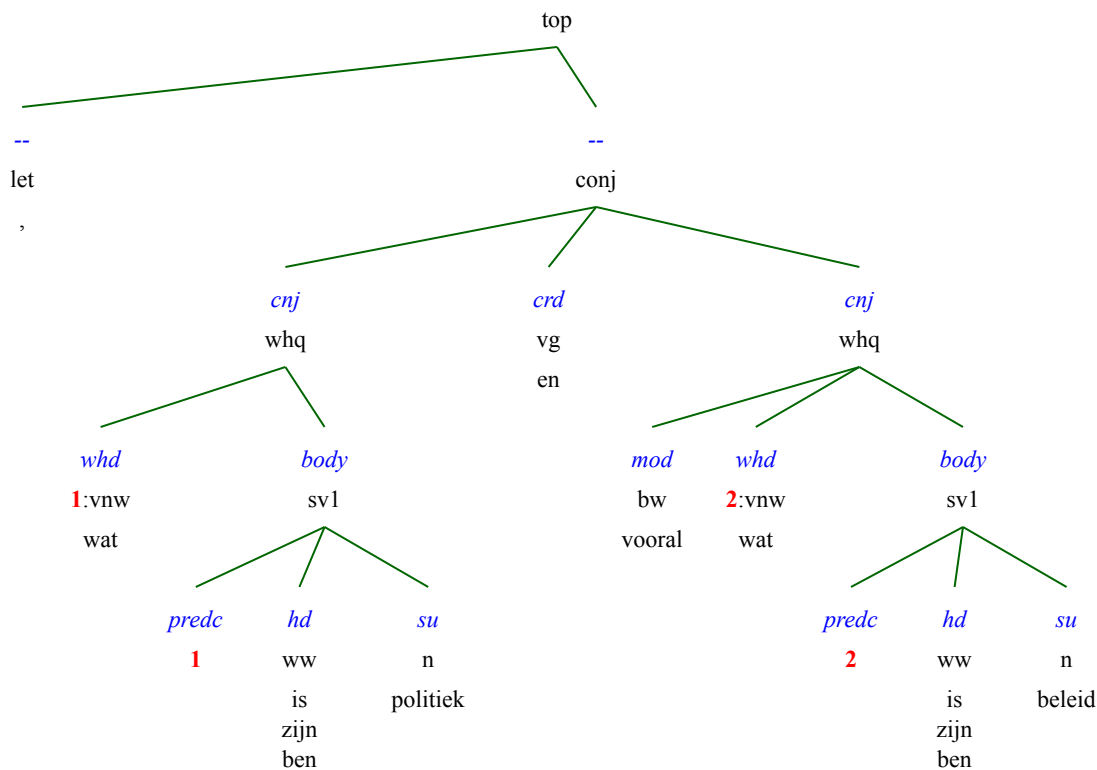 top
-- --
let conj
,
cnj crd cnj
whq vg whq
en
whd body mod whd body
1:vnw sv1 bw 2:vnw sv1
wat vooral wat
predc hd su predc hd su
1 ww n 2 ww n
is politiek is beleid
zijn zijn
ben ben